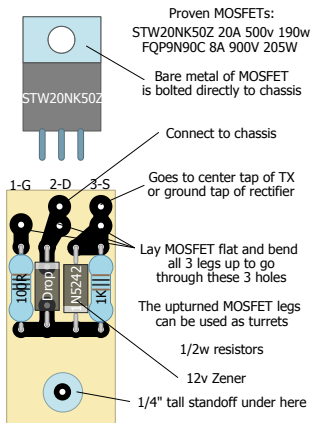 Proven MOSFETs:
STW20NK50Z 20A 500v 190w
FQP9N90C 8A 900V 205W
Bare metal of MOSFET
is bolted directly to chassis
STW20NK50Z
Connect to chassis
1-G 2-D 3-S
Goes to center tap of TX
or ground tap of rectifier
Lay MOSFET flat and bend
all 3 legs up to go
through these 3 holes
100R
Drop
1N5242
1K
The upturned MOSFET legs
can be used as turrets
1/2w resistors
12v Zener
1/4" tall standoff under here